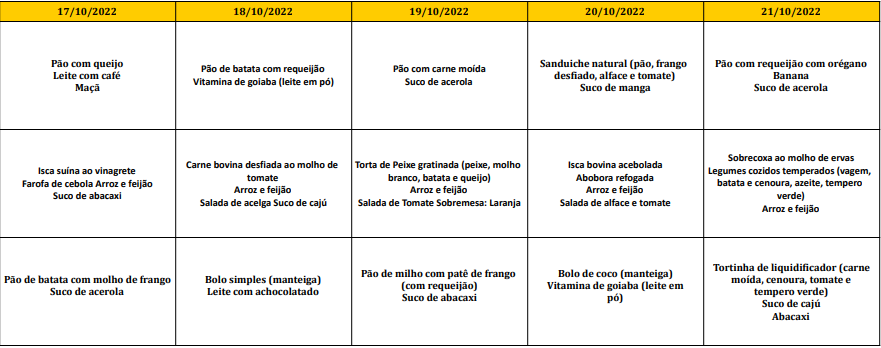 17/10/2022
18/10/2022
19/10/2022
20/10/2022
21/10/2022
Pão com queijo
Leite com café
Maçã
Pão de batata com requeijão
Vitamina de goiaba (leite em pó)
Pão com carne moída
Suco de acerola
Sanduiche natural (pão, frango
desfiado, alface e tomate)
Suco de manga
Pão com requeijão com orégano
Banana
Suco de acerola
Isca suína ao vinagrete
Farofa de cebola Arroz e feijão
Suco de abacaxi
Carne bovina desfiada ao molho de
tomate
Arroz e feijão
Salada de acelga Suco de cajú
Torta de Peixe gratinada (peixe, molho
branco, batata e queijo)
Arroz e feijão
Salada de Tomate Sobremesa: Laranja
Isca bovina acebolada
Abobora refogada
Arroz e feijão
Salada de alface e tomate
Sobrecoxa ao molho de ervas
Legumes cozidos temperados (vagem,
batata e cenoura, azeite, tempero
verde)
Arroz e feijão
Pão de batata com molho de frango
Suco de acerola
Bolo simples (manteiga)
Leite com achocolatado
Pão de milho com patê de frango
(com requeijão)
Suco de abacaxi
Bolo de coco (manteiga)
Vitamina de goiaba (leite em
pó)
Tortinha de liquidificador (carne
moída, cenoura, tomate e
tempero verde)
Suco de cajú
Abacaxi